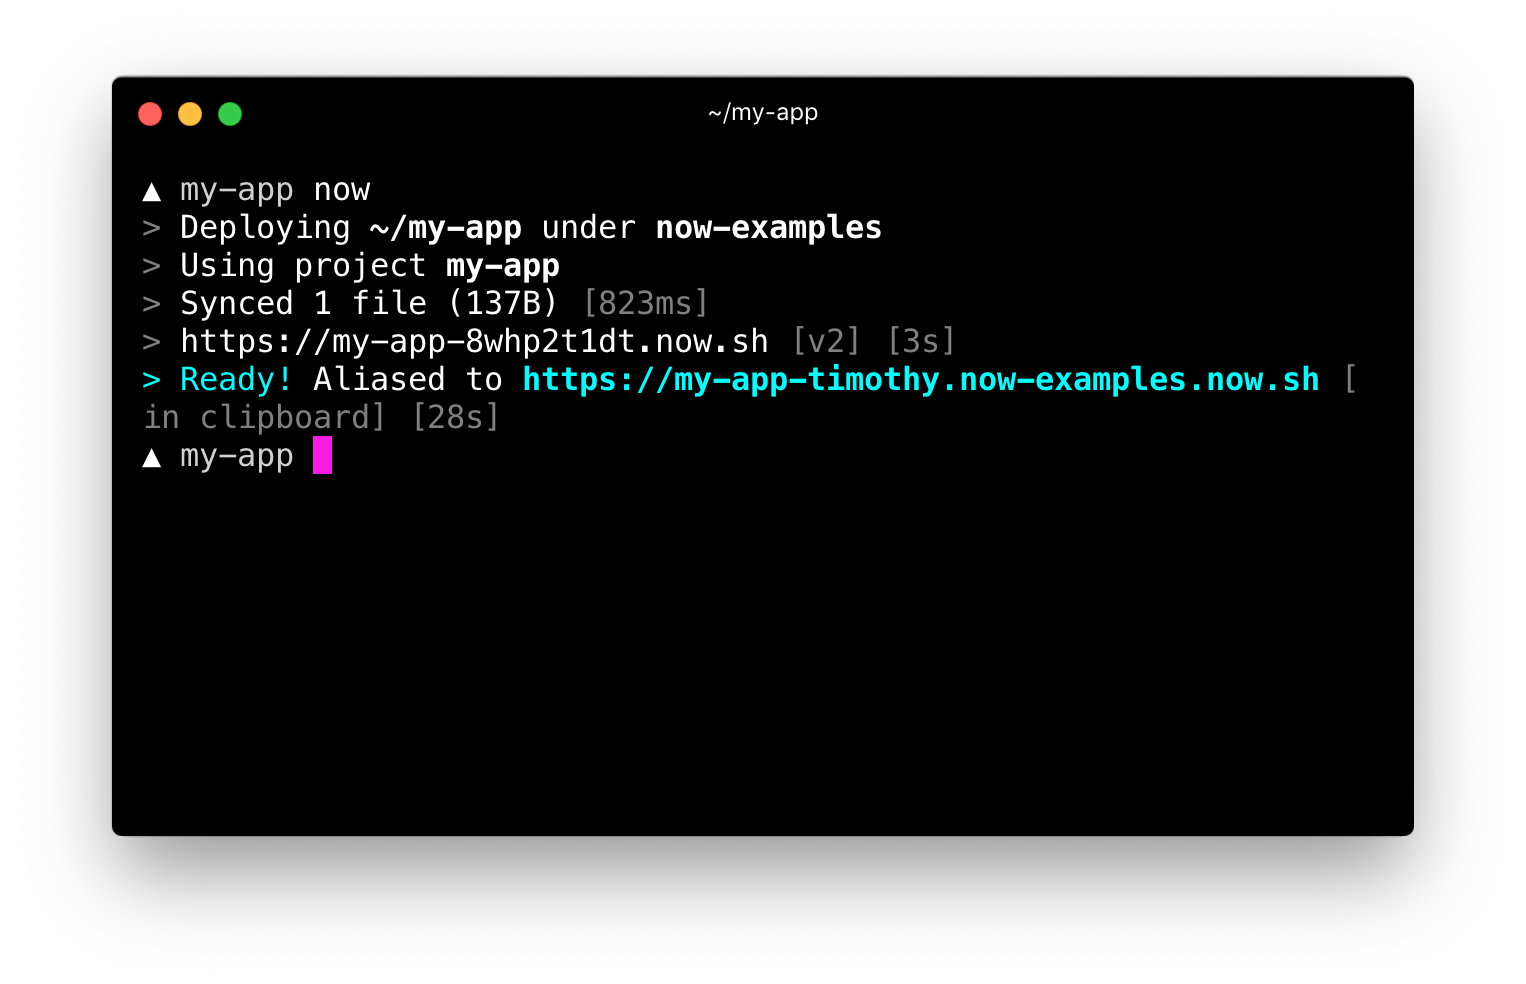 ~/my-app
▲ my-app now
> Deploying ~/my-app under now-examples
> Using project my-app
> Synced 1 file (137B) [823ms]
> https://my-app-8whp2t1dt.now.sh [v2] [3s]
> Ready! Aliased to https://my-app-timothy.now-examples.now.sh [
in clipboard] [28s]
▲ my-app